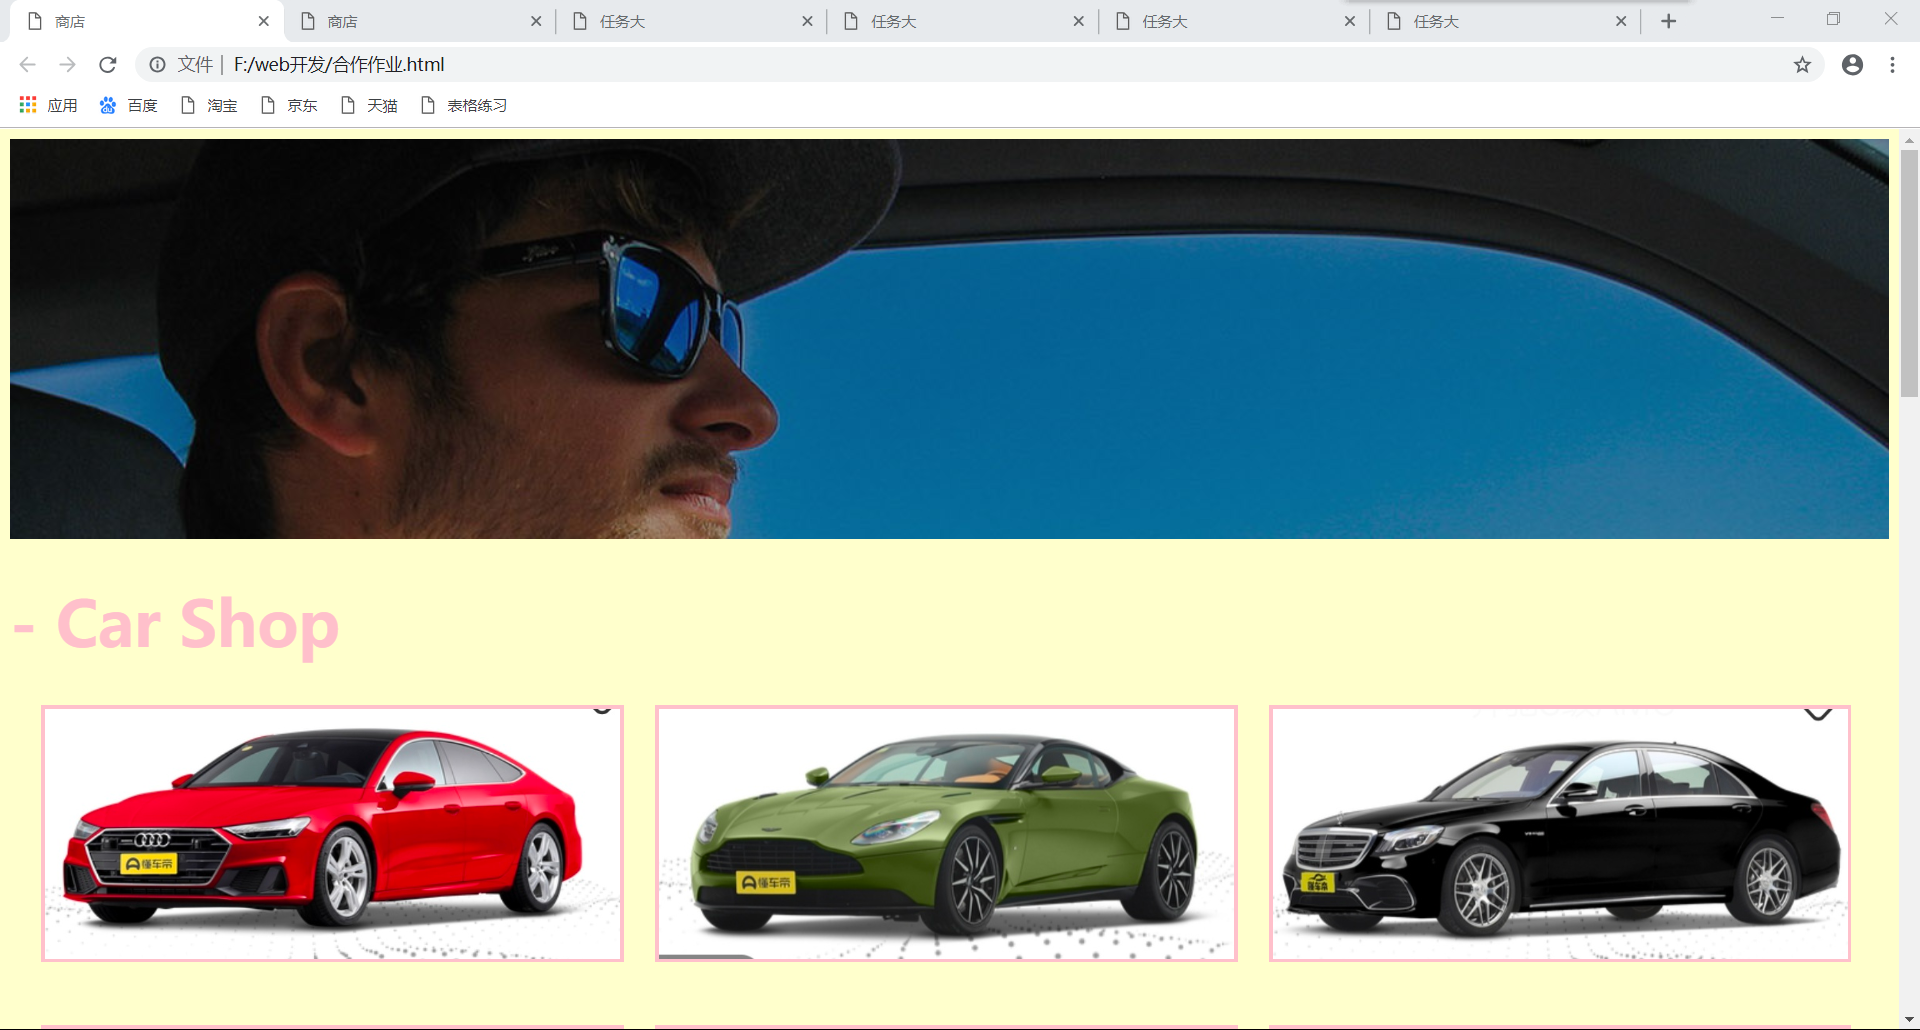 商店
商店
任务大
任务大
任务大
任务大
文件 | F:/web开发/合作作业.html
应用
百度
淘宝
京东
天猫
表格练习
- Car Shop
懂车帝
懂车帝
懂车帝